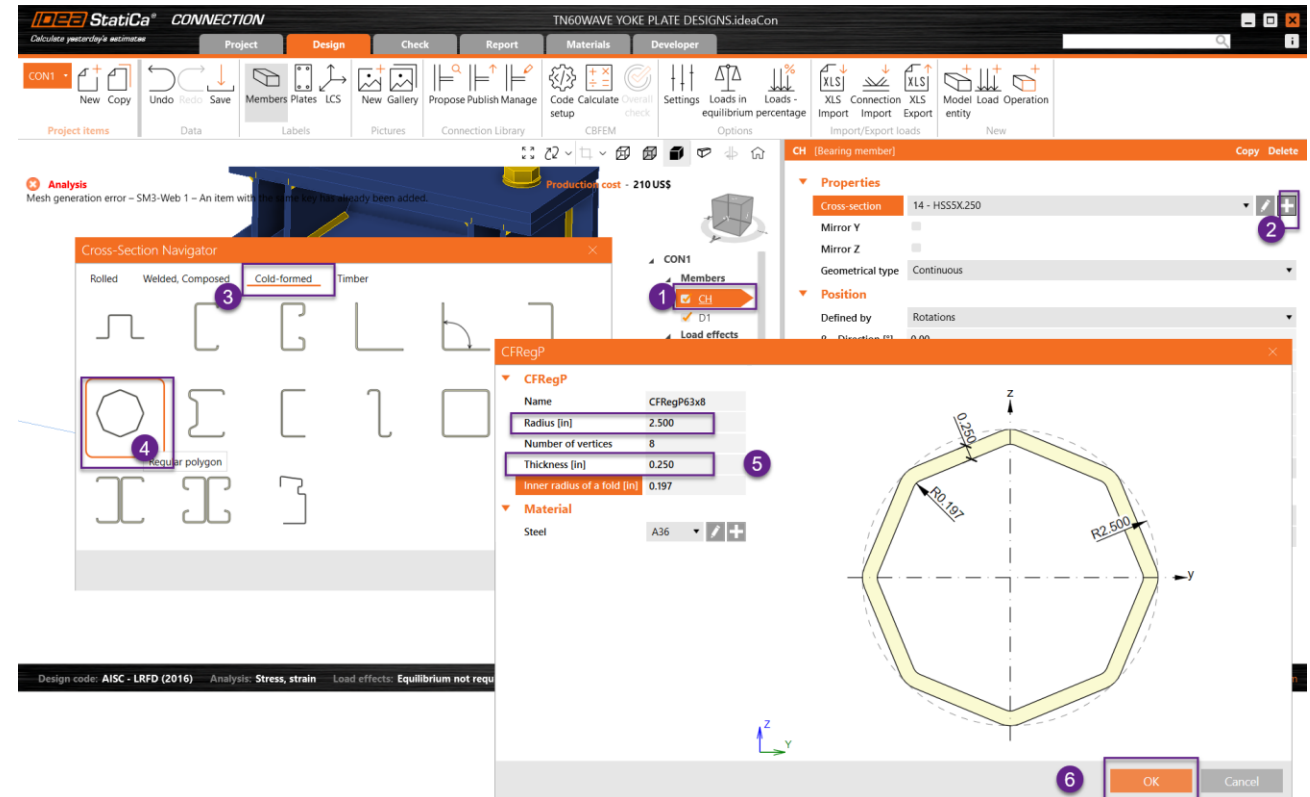 IDEA StatiCa® CONNECTION
TN60WAVE YOKE PLATE DESIGNS.ideaCon
Calculate yesterday's estimates
Project Design Check Report Materials Developer
CON1
New Copy Undo Redo Save Members Plates LCS New Gallery Propose Publish Manage Code setup Calculate Overall check Settings Loads in equilibrium Loads - percentage XLS Import Connection Import XLS Export Model entity Load Operation
Project items Data Labels Pictures Connection Library CBFEM Options Import/Export loads New
CH [Bearing member] Copy Delete
Analysis
Mesh generation error – SM3-Web 1 – An item with the same key has already been added.
Production cost - 210 US$
Properties
Cross-section 14 - HSS5X.250
2
Mirror Y
Mirror Z
Geometrical type Continuous
Position
Defined by Rotations
β - Direction [°] 0.00
CON1
Members
1
CH
D1
Load effects
Cross-Section Navigator
Rolled Welded, Composed Cold-formed Timber
3
4
Regular polygon
CFRegP
CFRegP
Name CFRegP63x8
Radius [in] 2.500
Number of vertices 8
Thickness [in] 0.250
5
Inner radius of a fold [in] 0.197
Material
Steel A36
z
0.250
R0.197
R2.500
y
Z
Y
Design code: AISC - LRFD (2016) Analysis: Stress, strain Load effects: Equilibrium not requ
6
OK Cancel